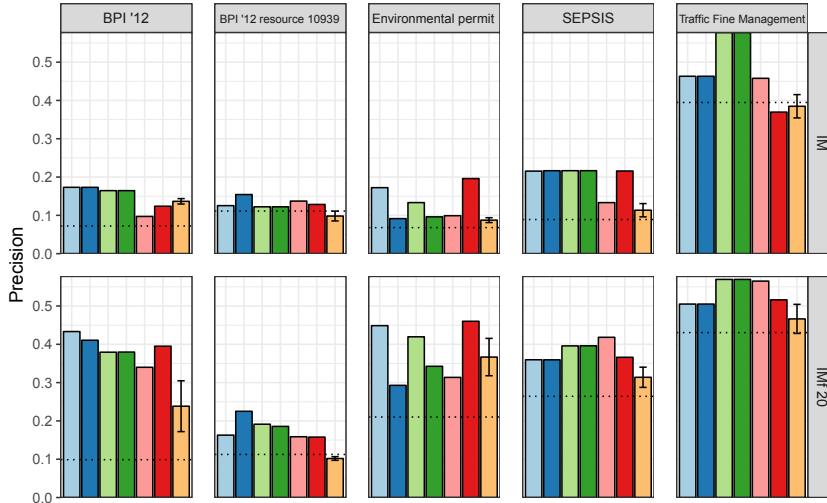 BPI '12
BPI '12 resource 10939
Environmental permit
SEPSIS
Traffic Fine Management
0.5
0.4
0.3
0.2
0.1
0.0
IM
Precision
0.5
0.4
0.3
0.2
0.1
0.0
IMf 20